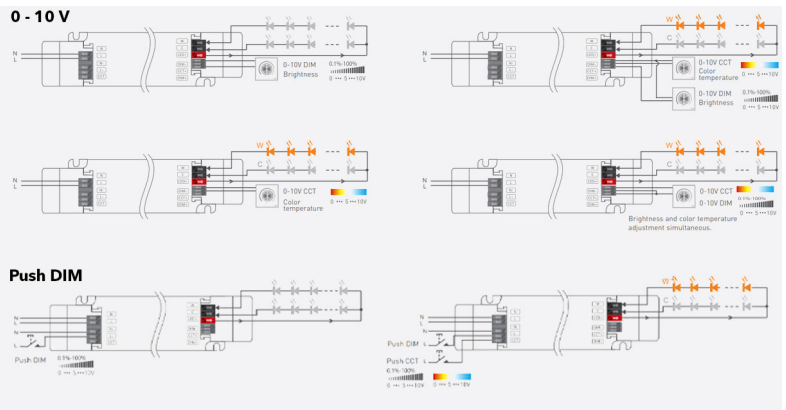 0 - 10 V
N
L
0-10V DIM
0.1%-100%
Brightness
0 ••• 5 •••10V
W
C
N
L
0-10V CCT
Color
temperature
0 ••• 5 •••10V
0-10V DIM
0.1%-100%
Brightness
0 ••• 5 •••10V
W
C
N
L
0-10V CCT
Color
temperature
0 ••• 5 •••10V
W
C
N
L
0-10V CCT
0.1%-100%
0-10V DIM
0 ••• 5 •••10V
Brightness and color temperature
adjustment simultaneous.
Push DIM
N
L
N
L
Push DIM
0.1%-100%
0 ••• 5 •••10V
W
C
N
L
N
Push DIM L
Push CCT L
0.1%-100%
0 ••• 5 •••10V
0 ••• 5 •••10V